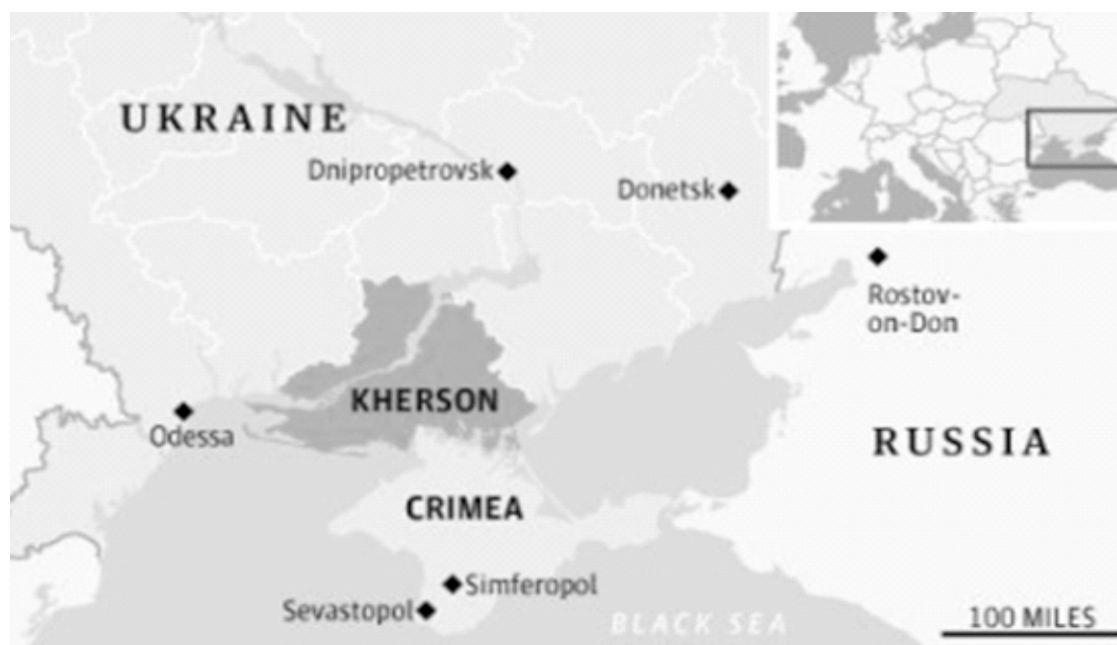 UKRAINE
Dnipropetrovsk
Donetsk
Rostov-
on-Don
KHERSON
Odessa
RUSSIA
CRIMEA
Simferopol
Sevastopol
BLACK SEA
100 MILES